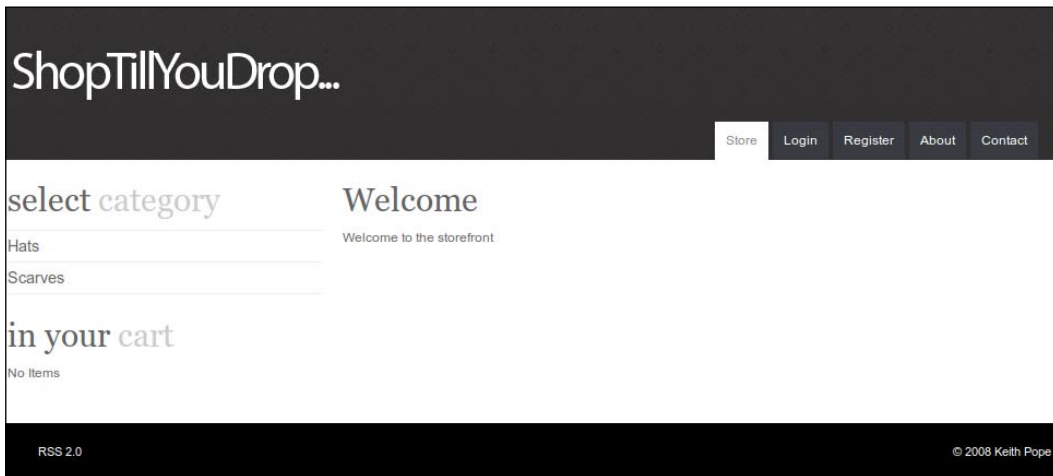 ShopTillYouDrop...
Store Login Register About Contact
select category
Hats
Scarves
in your cart
No Items
Welcome
Welcome to the storefront
RSS 2.0
© 2008 Keith Pope